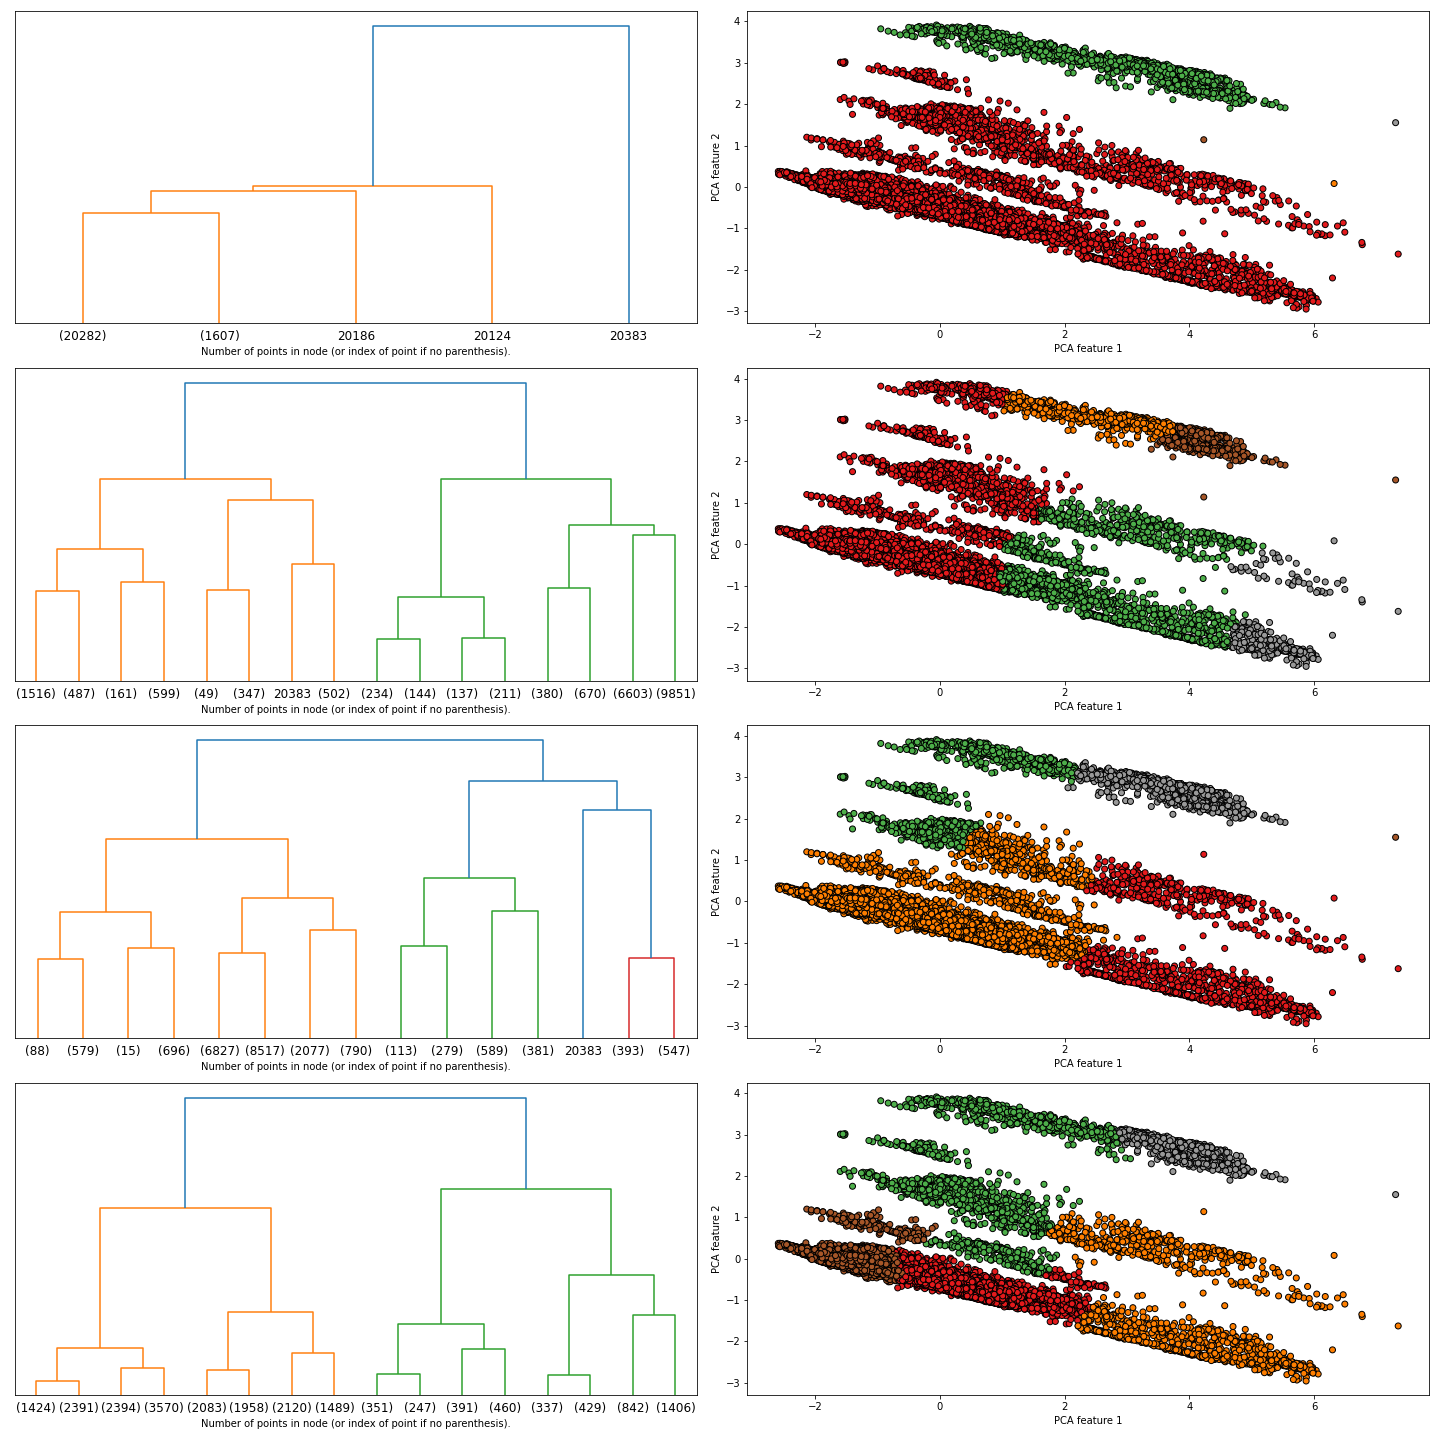 4
3
2
1
0
−1
−2
−3
PCA feature 2
(20282) (1607) 20186 20124 20383
Number of points in node (or index of point if no parenthesis).
−2 0 2 4 6
PCA feature 1
4
3
2
1
0
−1
−2
−3
PCA feature 2
(1516) (487) (161) (599) (49) (347) 20383 (502) (234) (144) (137) (211) (380) (670) (6603) (9851)
Number of points in node (or index of point if no parenthesis).
−2 0 2 4 6
PCA feature 1
4
3
2
1
0
−1
−2
−3
PCA feature 2
(88) (579) (15) (696) (6827) (8517) (2077) (790) (113) (279) (589) (381) 20383 (393) (547)
Number of points in node (or index of point if no parenthesis).
−2 0 2 4 6
PCA feature 1
4
3
2
1
0
−1
−2
−3
PCA feature 2
(1424) (2391) (2394) (3570) (2083) (1958) (2120) (1489) (351) (247) (391) (460) (337) (429) (842) (1406)
Number of points in node (or index of point if no parenthesis).
−2 0 2 4 6
PCA feature 1